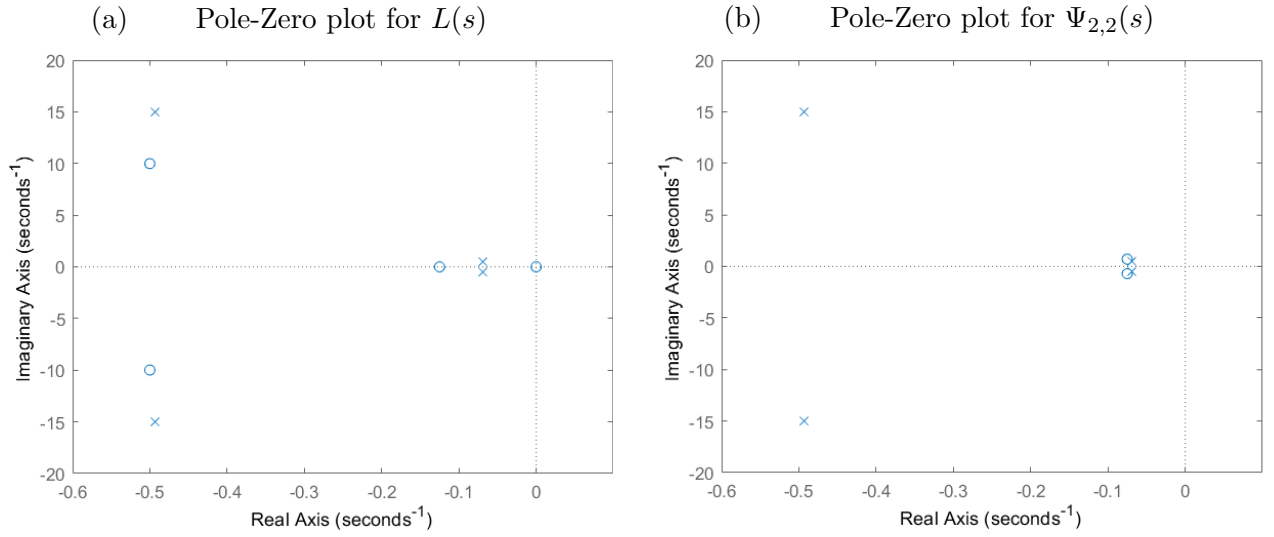 (a) Pole-Zero plot for L(s)
20
15
10
5
0
-5
-10
-15
-20
-0.6 -0.5 -0.4 -0.3 -0.2 -0.1 0
Real Axis (seconds⁻¹)
Imaginary Axis (seconds⁻¹)
(b) Pole-Zero plot for Ψ₂,₂(s)
20
15
10
5
0
-5
-10
-15
-20
-0.6 -0.5 -0.4 -0.3 -0.2 -0.1 0
Real Axis (seconds⁻¹)
Imaginary Axis (seconds⁻¹)